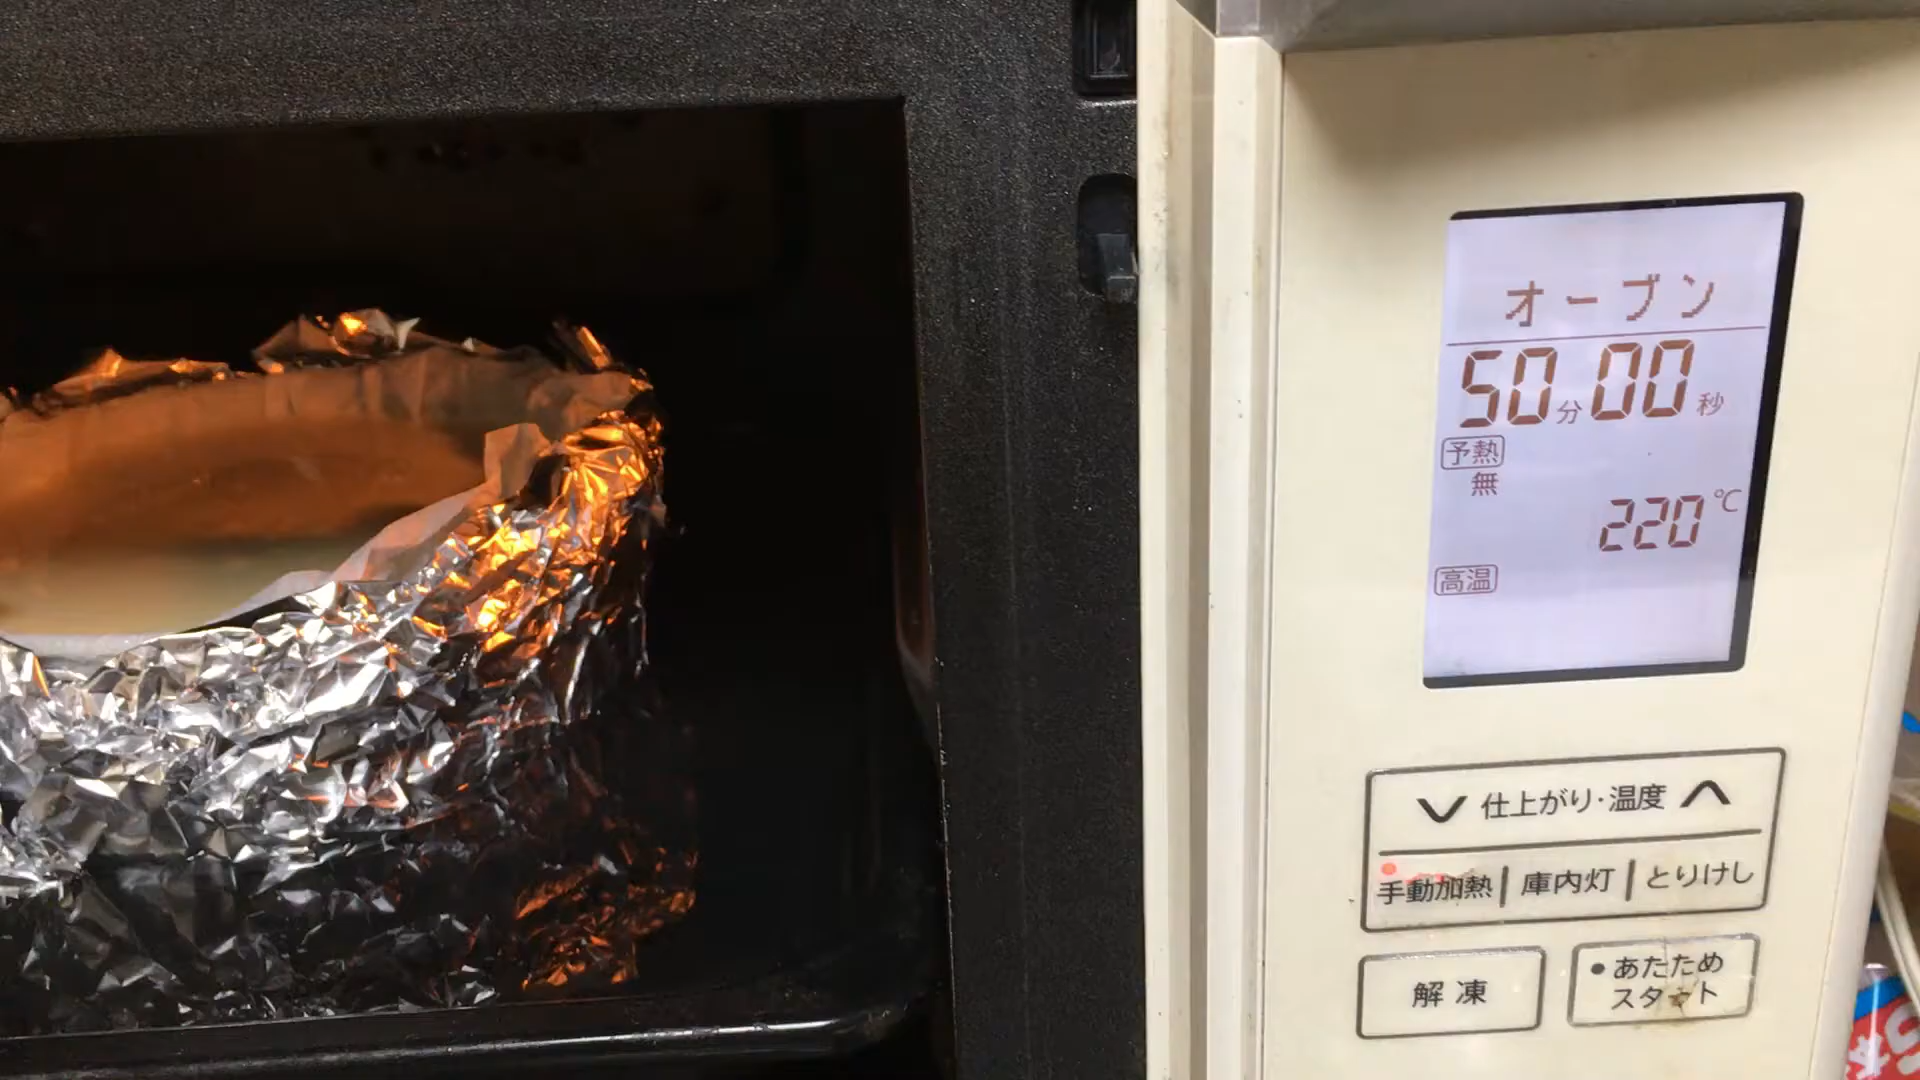 オーブン
50分00秒
予熱
無
220℃
高温
仕上がり・温度
手動加熱 庫内灯 とりけし
解凍
あたため
スタート